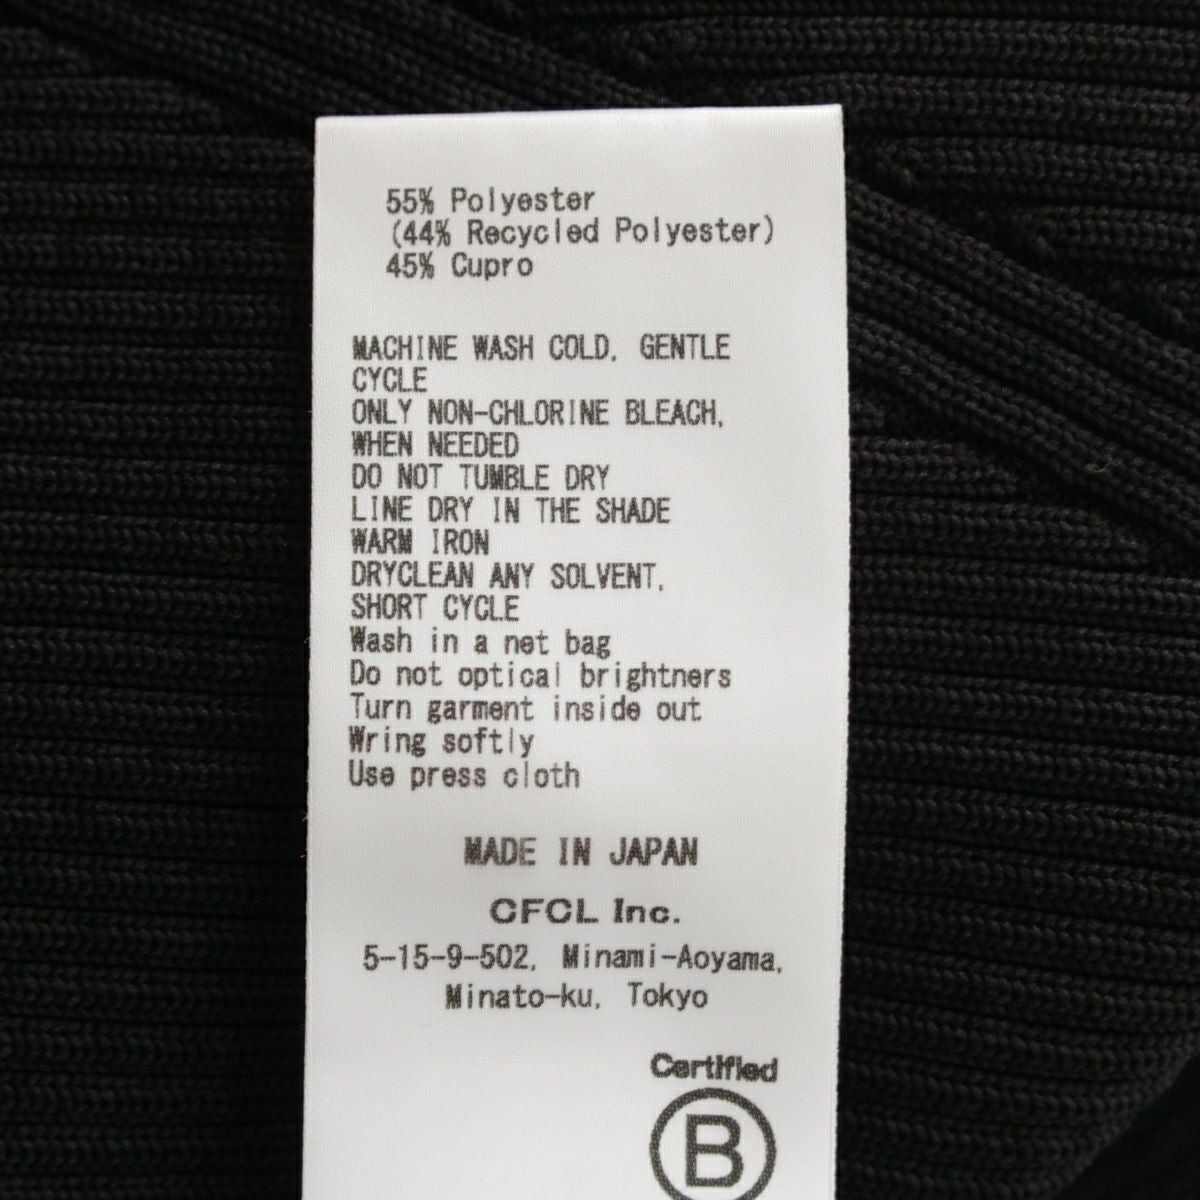 55% Polyester
(44% Recycled Polyester)
45% Cupro
MACHINE WASH COLD, GENTLE
CYCLE
ONLY NON-CHLORINE BLEACH,
WHEN NEEDED
DO NOT TUMBLE DRY
LINE DRY IN THE SHADE
WARM IRON
DRYCLEAN ANY SOLVENT,
SHORT CYCLE
Wash in a net bag
Do not optical brightners
Turn garment inside out
Wring softly
Use press cloth
MADE IN JAPAN
CFCL Inc.
5-15-9-502, Minami-Aoyama,
Minato-ku, Tokyo
Certified
B